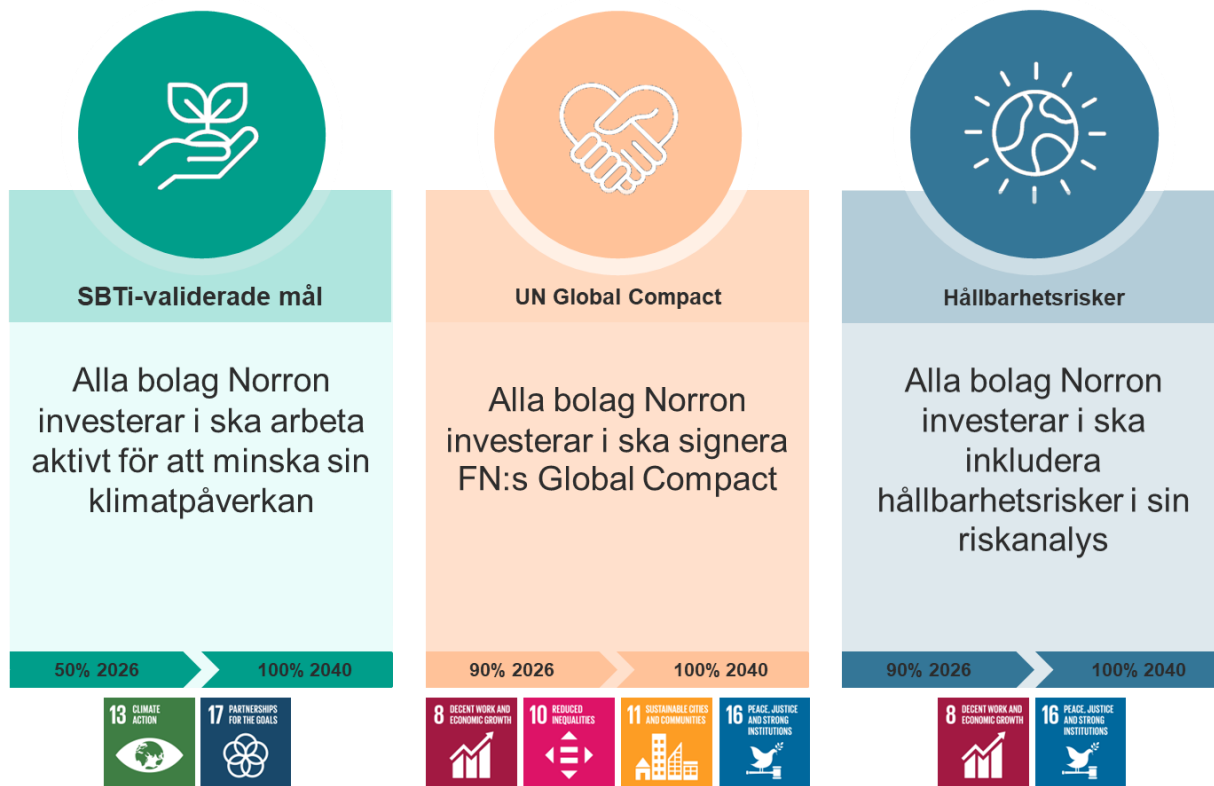 SBTi-validerade mål
Alla bolag Norron
investerar i ska arbeta
aktivt för att minska sin
klimatpåverkan
50% 2026
100% 2040
13 CLIMATE
ACTION
17 PARTNERSHIPS
FOR THE GOALS
UN Global Compact
Alla bolag Norron
investerar i ska signera
FN:s Global Compact
90% 2026
100% 2040
8 DECENT WORK AND
ECONOMIC GROWTH
10 REDUCED
INEQUALITIES
11 SUSTAINABLE CITIES
AND COMMUNITIES
16 PEACE, JUSTICE
AND STRONG
INSTITUTIONS
Hållbarhetsrisker
Alla bolag Norron
investerar i ska
inkludera
hållbarhetsrisker i sin
riskanalys
90% 2026
100% 2040
8 DECENT WORK AND
ECONOMIC GROWTH
16 PEACE, JUSTICE
AND STRONG
INSTITUTIONS